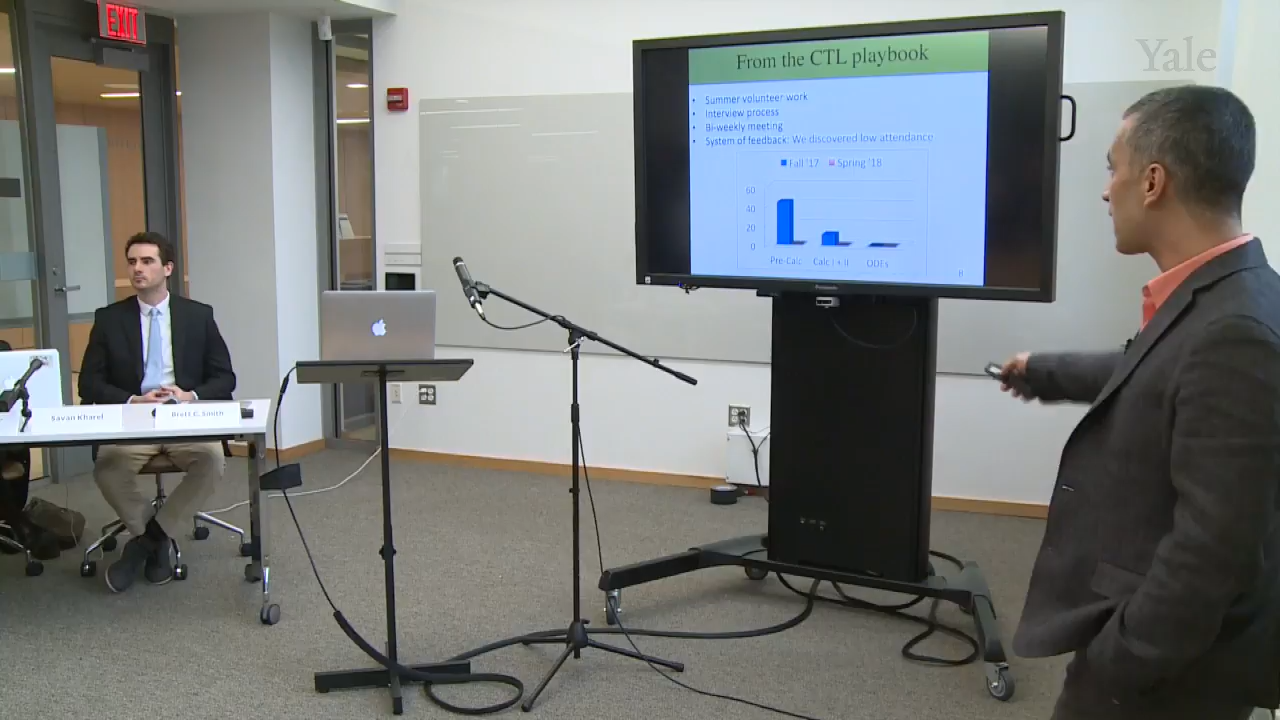 EXIT
Yale
From the CTL playbook
• Summer volunteer work
• Interview process
• Bi-weekly meeting
• System of feedback: We discovered low attendance
Fall '17 Spring '18
60
40
20
0
Pre-Calc Calc I + II ODEs
8
Panasonic
Savan Kharel
Brett C. Smith